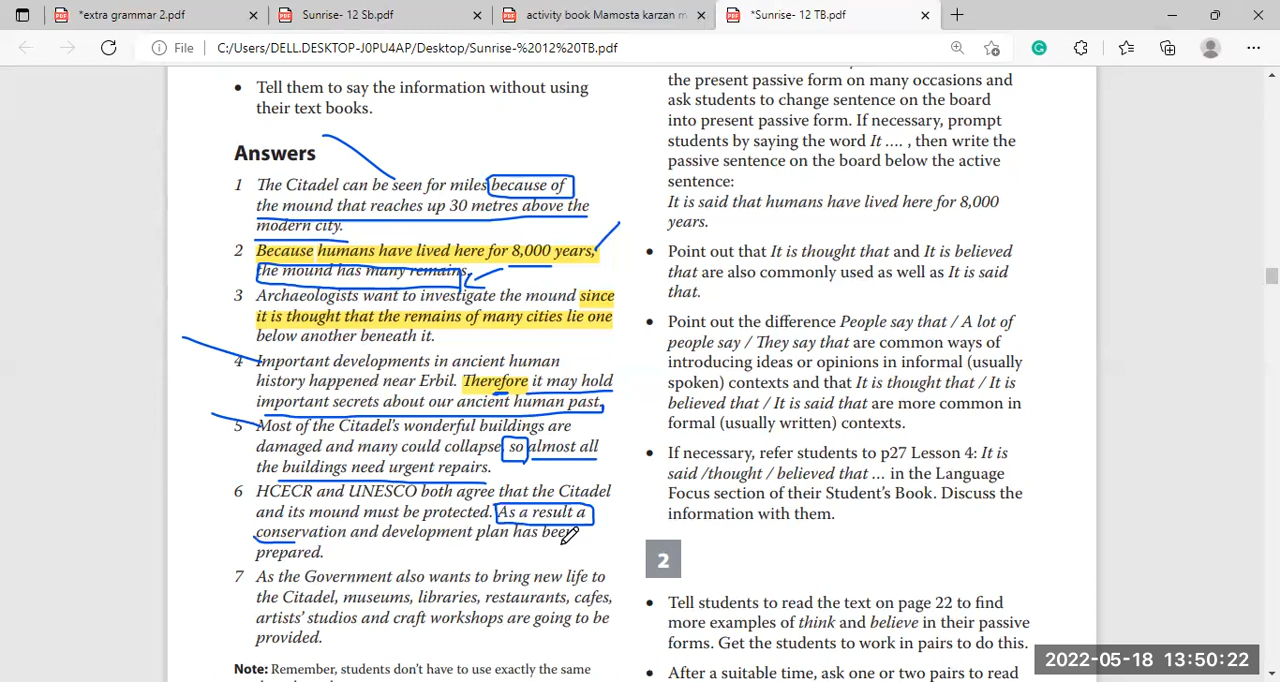 *extra grammar 2.pdf
Sunrise- 12 Sb.pdf
activity book Mamosta karzan
*Sunrise- 12 TB.pdf
File
C:/Users/DELL.DESKTOP-J0PU4AP/Desktop/Sunrise-%2012%20TB.pdf
• Tell them to say the information without using
their text books.
Answers
1 The Citadel can be seen for miles because of
the mound that reaches up 30 metres above the
modern city.
2 Because humans have lived here for 8,000 years,
the mound has many remains.
3 Archaeologists want to investigate the mound since
it is thought that the remains of many cities lie one
below another beneath it.
4 Important developments in ancient human
history happened near Erbil. Therefore it may hold
important secrets about our ancient human past.
5 Most of the Citadel's wonderful buildings are
damaged and many could collapse so almost all
the buildings need urgent repairs.
6 HCECR and UNESCO both agree that the Citadel
and its mound must be protected. As a result a
conservation and development plan has been
prepared.
7 As the Government also wants to bring new life to
the Citadel, museums, libraries, restaurants, cafes,
artists' studios and craft workshops are going to be
provided.
Note: Remember, students don't have to use exactly the same
the present passive form on many occasions and
ask students to change sentence on the board
into present passive form. If necessary, prompt
students by saying the word It .... , then write the
passive sentence on the board below the active
sentence:
It is said that humans have lived here for 8,000
years.
• Point out that It is thought that and It is believed
that are also commonly used as well as It is said
that.
• Point out the difference People say that / A lot of
people say / They say that are common ways of
introducing ideas or opinions in informal (usually
spoken) contexts and that It is thought that / It is
believed that / It is said that are more common in
formal (usually written) contexts.
• If necessary, refer students to p27 Lesson 4: It is
said /thought / believed that ... in the Language
Focus section of their Student's Book. Discuss the
information with them.
2
• Tell students to read the text on page 22 to find
more examples of think and believe in their passive
forms. Get the students to work in pairs to do this.
• After a suitable time, ask one or two pairs to read
2022-05-18 13:50:22